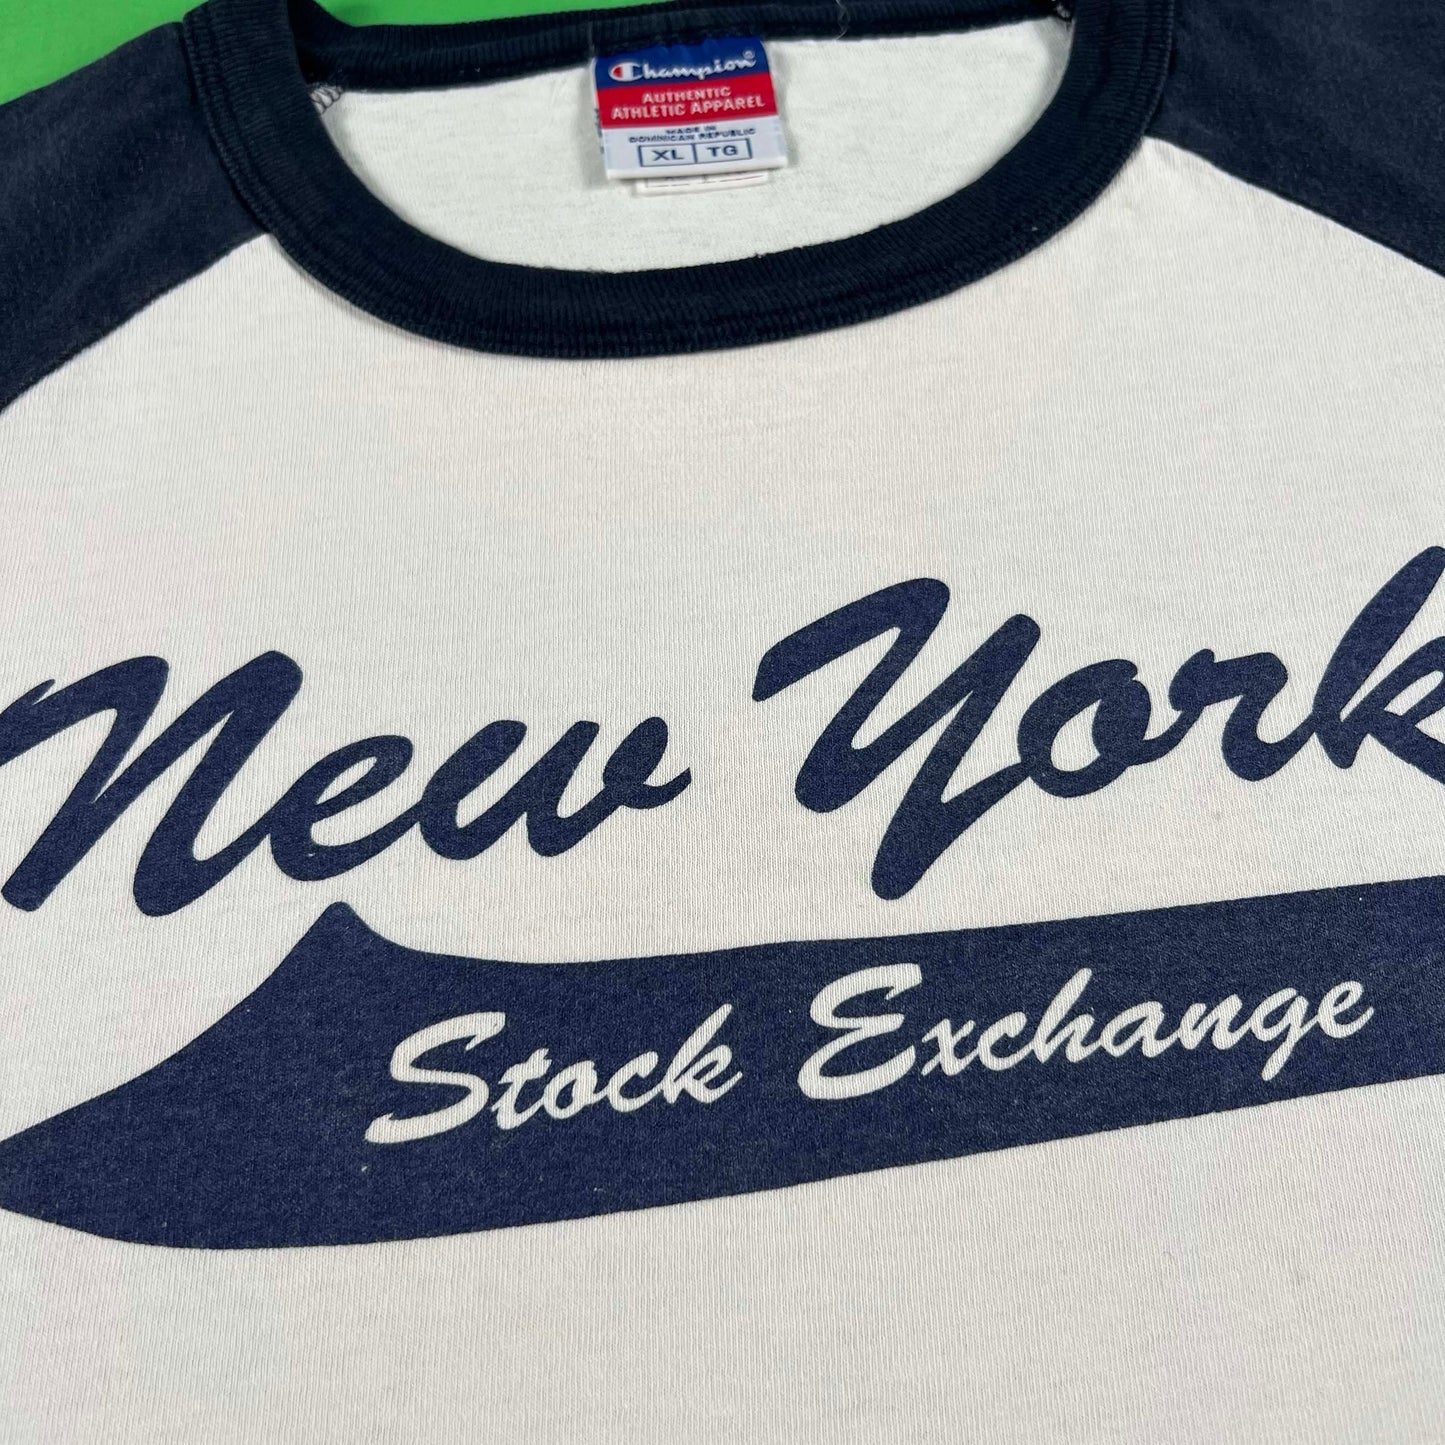 Champion®
AUTHENTIC
ATHLETIC APPAREL
MADE IN
DOMINICAN REPUBLIC
XL TG
New York
Stock Exchange